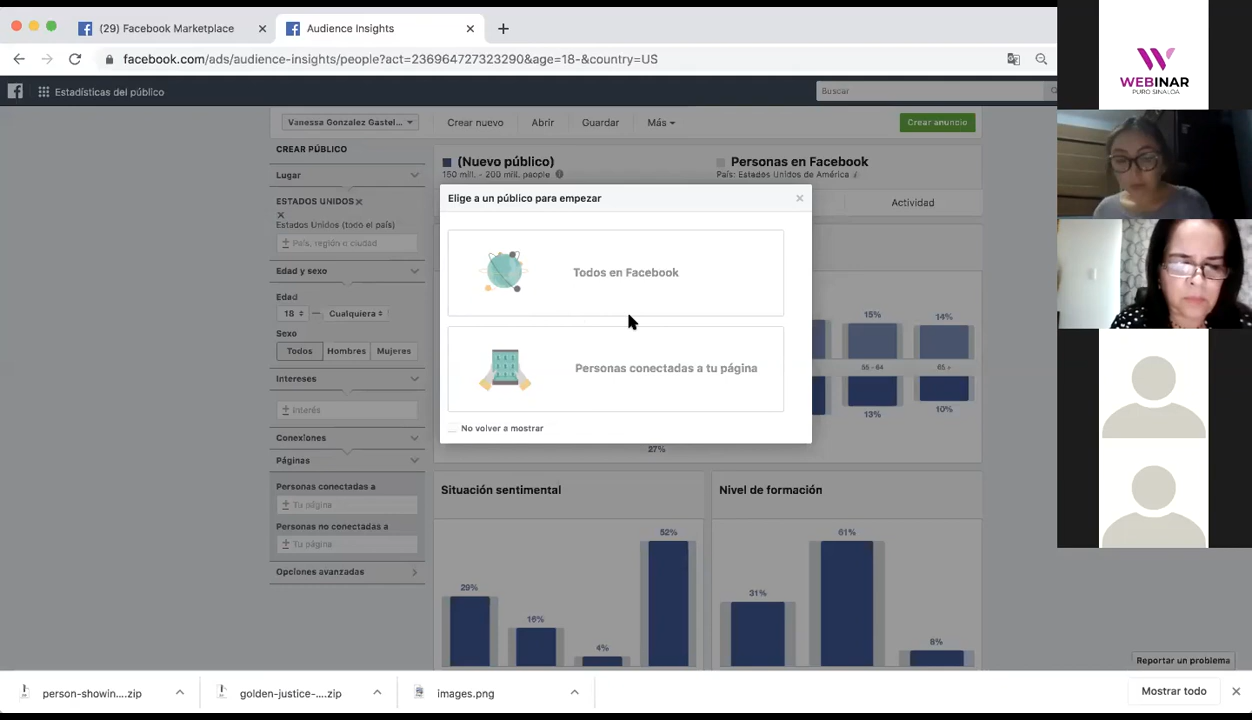 (29) Facebook Marketplace
Audience Insights
facebook.com/ads/audience-insights/people?act=236964727323290&age=18-&country=US
WEBINAR
PURO SINALOA
Estadísticas del público
Buscar
Vanessa Gonzalez Gastel...
Crear nuevo
Abrir
Guardar
Más
Crear anuncio
CREAR PÚBLICO
Lugar
ESTADOS UNIDOS
Estados Unidos (todo el país)
País, región o ciudad
Edad y sexo
Edad
18 — Cualquiera
Sexo
Todos
Hombres
Mujeres
Intereses
Interés
Conexiones
Páginas
Personas conectadas a
Tu página
Personas no conectadas a
Tu página
Opciones avanzadas
(Nuevo público)
150 mill. - 200 mill. people
Personas en Facebook
País: Estados Unidos de América
Actividad
Elige a un público para empezar
Todos en Facebook
Personas conectadas a tu página
No volver a mostrar
15%
14%
55 - 64
65 +
13%
10%
27%
Situación sentimental
29%
16%
4%
52%
Nivel de formación
31%
61%
8%
Reportar un problema
person-showin....zip
golden-justice-....zip
images.png
Mostrar todo